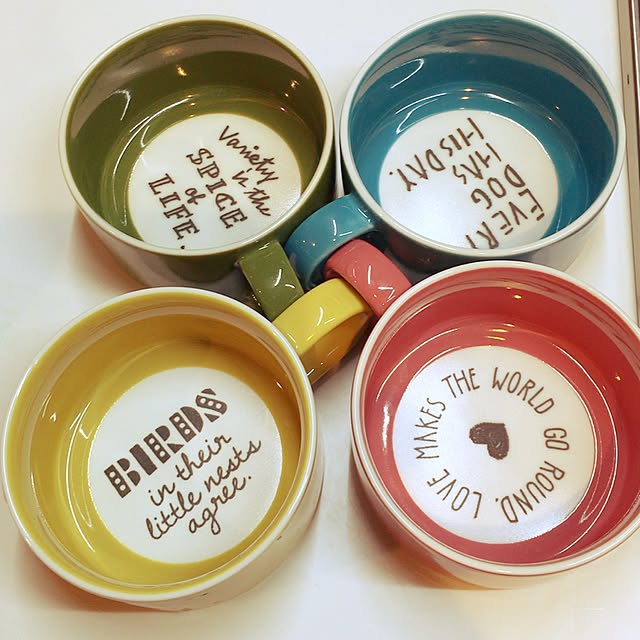 Variety
in the
SPICE
of
LIFE.
EVERY
DOG
HAS
HIS DAY.
BIRDS
in their
little nests
agree.
LOVE MAKES THE WORLD GO ROUND.